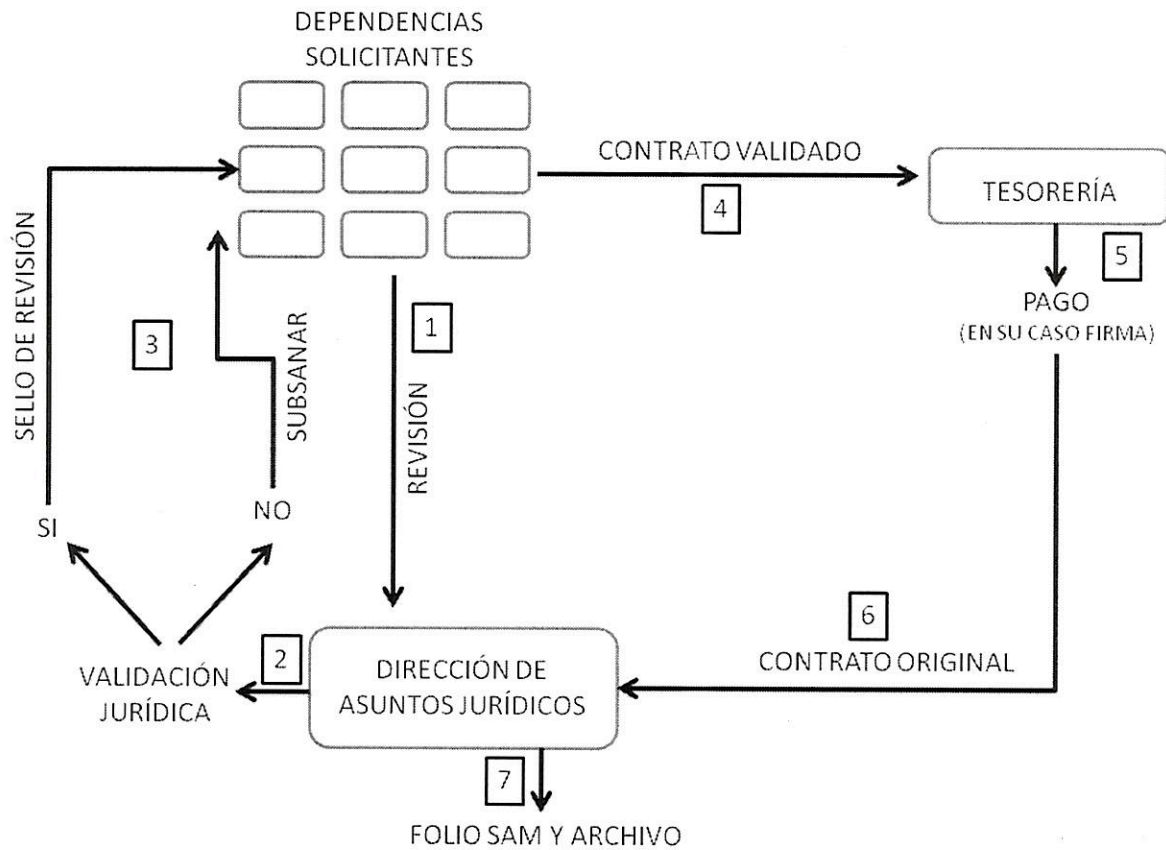 DEPENDENCIAS
SOLICITANTES
CONTRATO VALIDADO
4
TESORERÍA
5
PAGO
(EN SU CASO FIRMA)
SELLO DE REVISIÓN
3
SUBSANAR
1
REVISIÓN
SI
NO
6
CONTRATO ORIGINAL
VALIDACIÓN
JURÍDICA
2
DIRECCIÓN DE
ASUNTOS JURÍDICOS
7
FOLIO SAM Y ARCHIVO